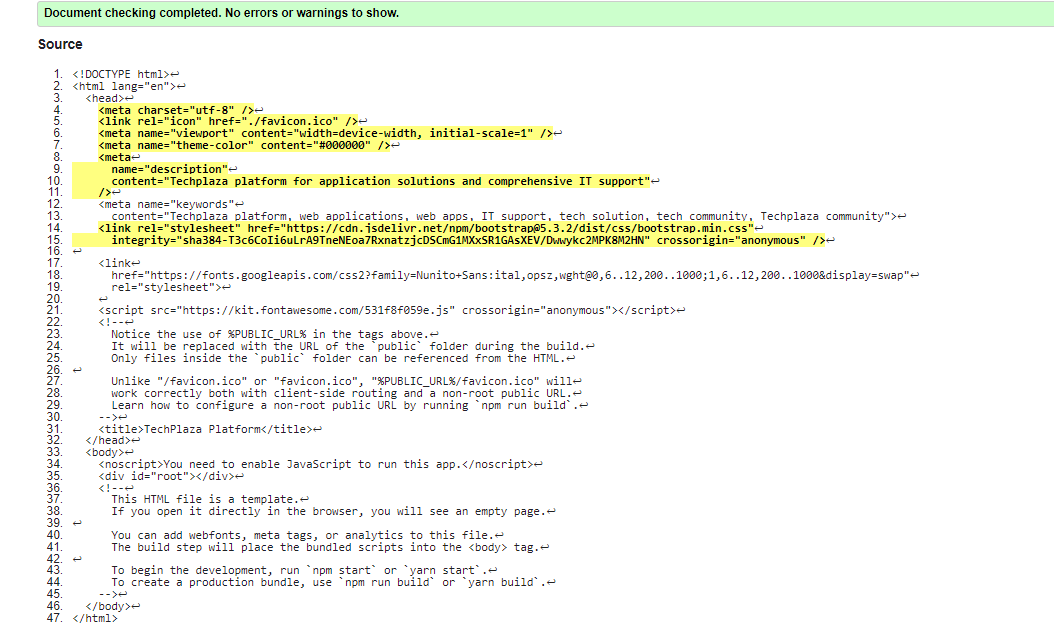 Document checking completed. No errors or warnings to show.
Source
1. <!DOCTYPE html>↩
2. <html lang="en">↩
3. <head>↩
4. <meta charset="utf-8" />↩
5. <link rel="icon" href="./favicon.ico" />↩
6. <meta name="viewport" content="width=device-width, initial-scale=1" />↩
7. <meta name="theme-color" content="#000000" />↩
8. <meta↩
9. name="description"↩
10. content="Techplaza platform for application solutions and comprehensive IT support"↩
11. />↩
12. <meta name="keywords"↩
13. content="Techplaza platform, web applications, web apps, IT support, tech solution, tech community, Techplaza community">↩
14. <link rel="stylesheet" href="https://cdn.jsdelivr.net/npm/bootstrap@5.3.2/dist/css/bootstrap.min.css"↩
15. integrity="sha384-T3c6CoIi6uLrA9TneNEoa7RxnatzjcDSCmG1MXxSR1GAsXEV/Dwwykc2MPK8M2HN" crossorigin="anonymous" />↩
16. ↩
17. <link↩
18. href="https://fonts.googleapis.com/css2?family=Nunito+Sans:ital,opsz,wght@0,6..12,200..1000;1,6..12,200..1000&display=swap"↩
19. rel="stylesheet">↩
20. ↩
21. <script src="https://kit.fontawesome.com/531f8f059e.js" crossorigin="anonymous"></script>↩
22. <!--↩
23. Notice the use of %PUBLIC_URL% in the tags above.↩
24. It will be replaced with the URL of the `public` folder during the build.↩
25. Only files inside the `public` folder can be referenced from the HTML.↩
26. ↩
27. Unlike "/favicon.ico" or "favicon.ico", "%PUBLIC_URL%/favicon.ico" will↩
28. work correctly both with client-side routing and a non-root public URL.↩
29. Learn how to configure a non-root public URL by running `npm run build`.↩
30. -->↩
31. <title>TechPlaza Platform</title>↩
32. </head>↩
33. <body>↩
34. <noscript>You need to enable JavaScript to run this app.</noscript>↩
35. <div id="root"></div>↩
36. <!--↩
37. This HTML file is a template.↩
38. If you open it directly in the browser, you will see an empty page.↩
39. ↩
40. You can add webfonts, meta tags, or analytics to this file.↩
41. The build step will place the bundled scripts into the <body> tag.↩
42. ↩
43. To begin the development, run `npm start` or `yarn start`.↩
44. To create a production bundle, use `npm run build` or `yarn build`.↩
45. -->↩
46. </body>↩
47. </html>